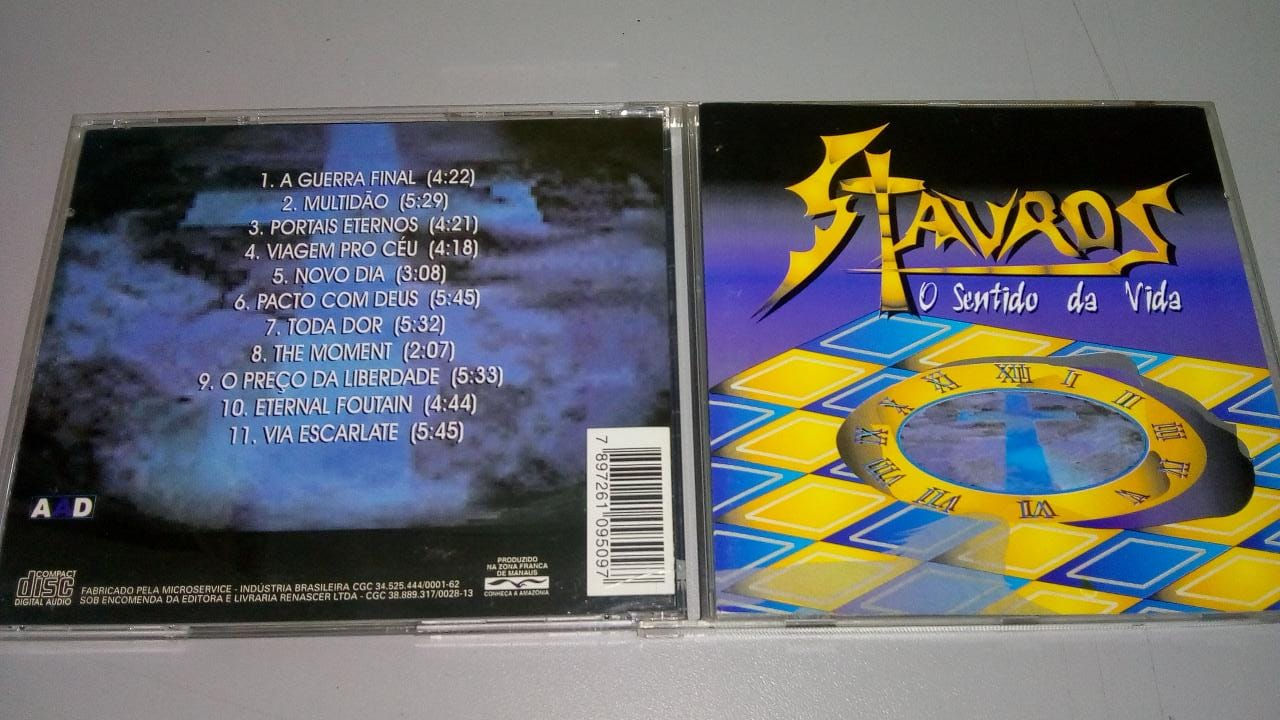 1. A GUERRA FINAL (4:22)
2. MULTIDÃO (5:29)
3. PORTAIS ETERNOS (4:21)
4. VIAGEM PRO CÉU (4:18)
5. NOVO DIA (3:08)
6. PACTO COM DEUS (5:45)
7. TODA DOR (5:32)
8. THE MOMENT (2:07)
9. O PREÇO DA LIBERDADE (5:33)
10. ETERNAL FOUTAIN (4:44)
11. VIA ESCARLATE (5:45)
AAD
COMPACT
disc
DIGITAL AUDIO
FABRICADO PELA MICROSERVICE - INDÚSTRIA BRASILEIRA CGC 34.525.444/0001-62
SOB ENCOMENDA DA EDITORA E LIVRARIA RENASCER LTDA - CGC 38.889.317/0028-13
PRODUZIDO
NA ZONA FRANCA
DE MANAUS
CONHEÇA A AMAZÔNIA
7 897261 095097
STAVROS
O Sentido da Vida
XII I II III IV V VI VII VIII IX X XI